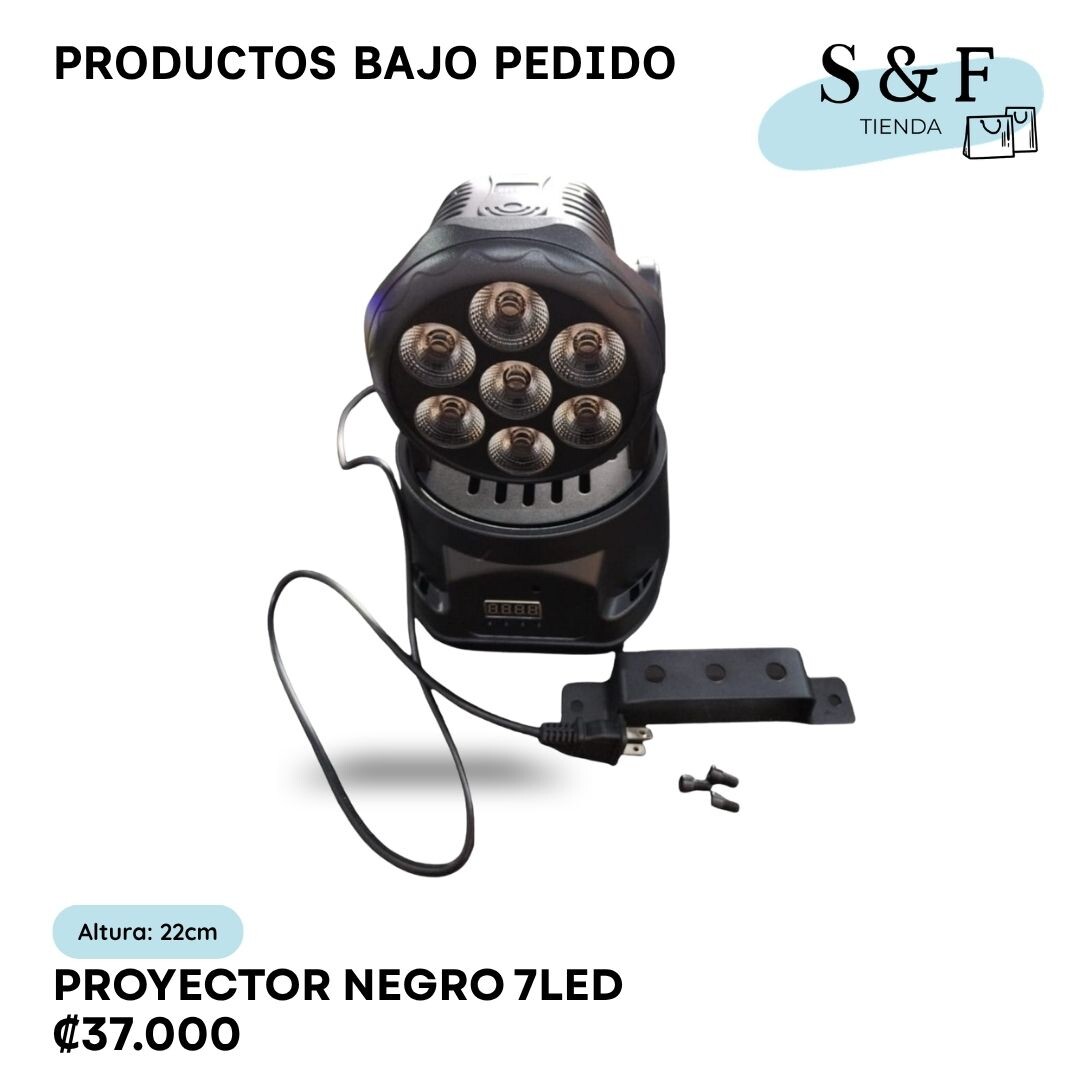 PRODUCTOS BAJO PEDIDO
S & F
TIENDA
Altura: 22cm
PROYECTOR NEGRO 7LED
₡37.000